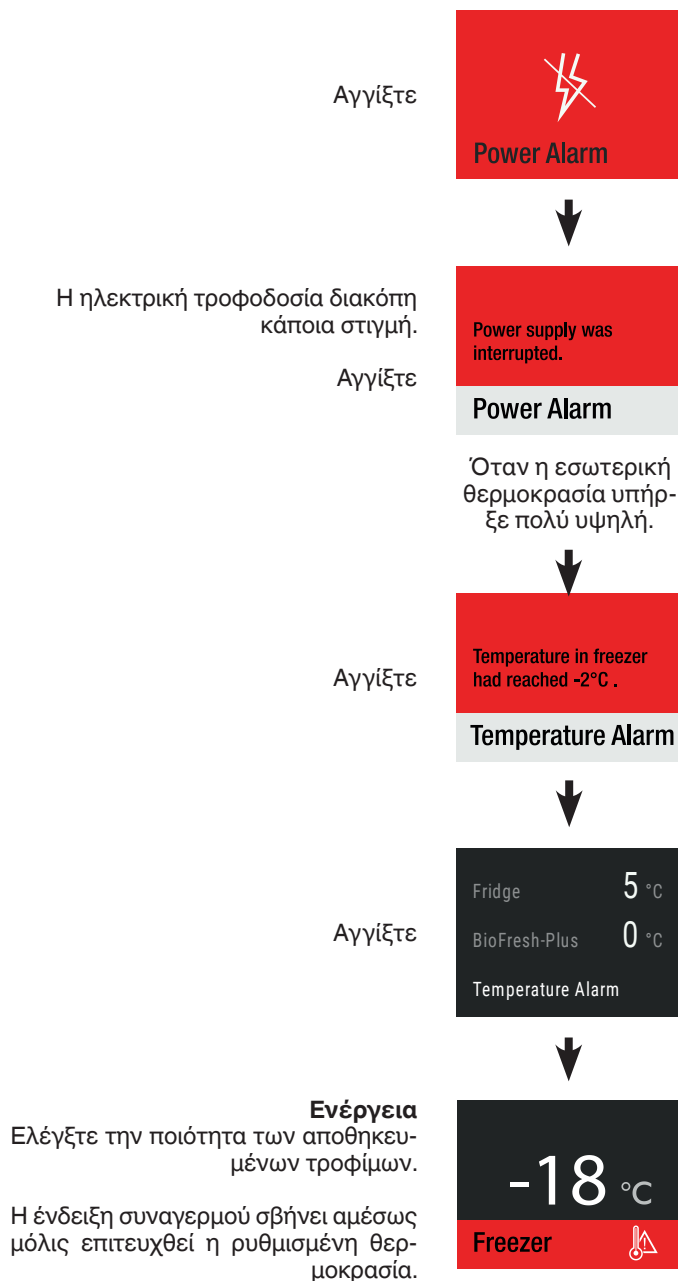 Αγγίξτε
Power Alarm
Η ηλεκτρική τροφοδοσία διακόπη
κάποια στιγμή.
Αγγίξτε
Power supply was
interrupted.
Power Alarm
Όταν η εσωτερική
θερμοκρασία υπήρ-
ξε πολύ υψηλή.
Αγγίξτε
Temperature in freezer
had reached -2°C .
Temperature Alarm
Αγγίξτε
Fridge 5 °C
BioFresh-Plus 0 °C
Temperature Alarm
Ενέργεια
Ελέγξτε την ποιότητα των αποθηκευ-
μένων τροφίμων.
Η ένδειξη συναγερμού σβήνει αμέσως
μόλις επιτευχθεί η ρυθμισμένη θερ-
μοκρασία.
-18 °C
Freezer